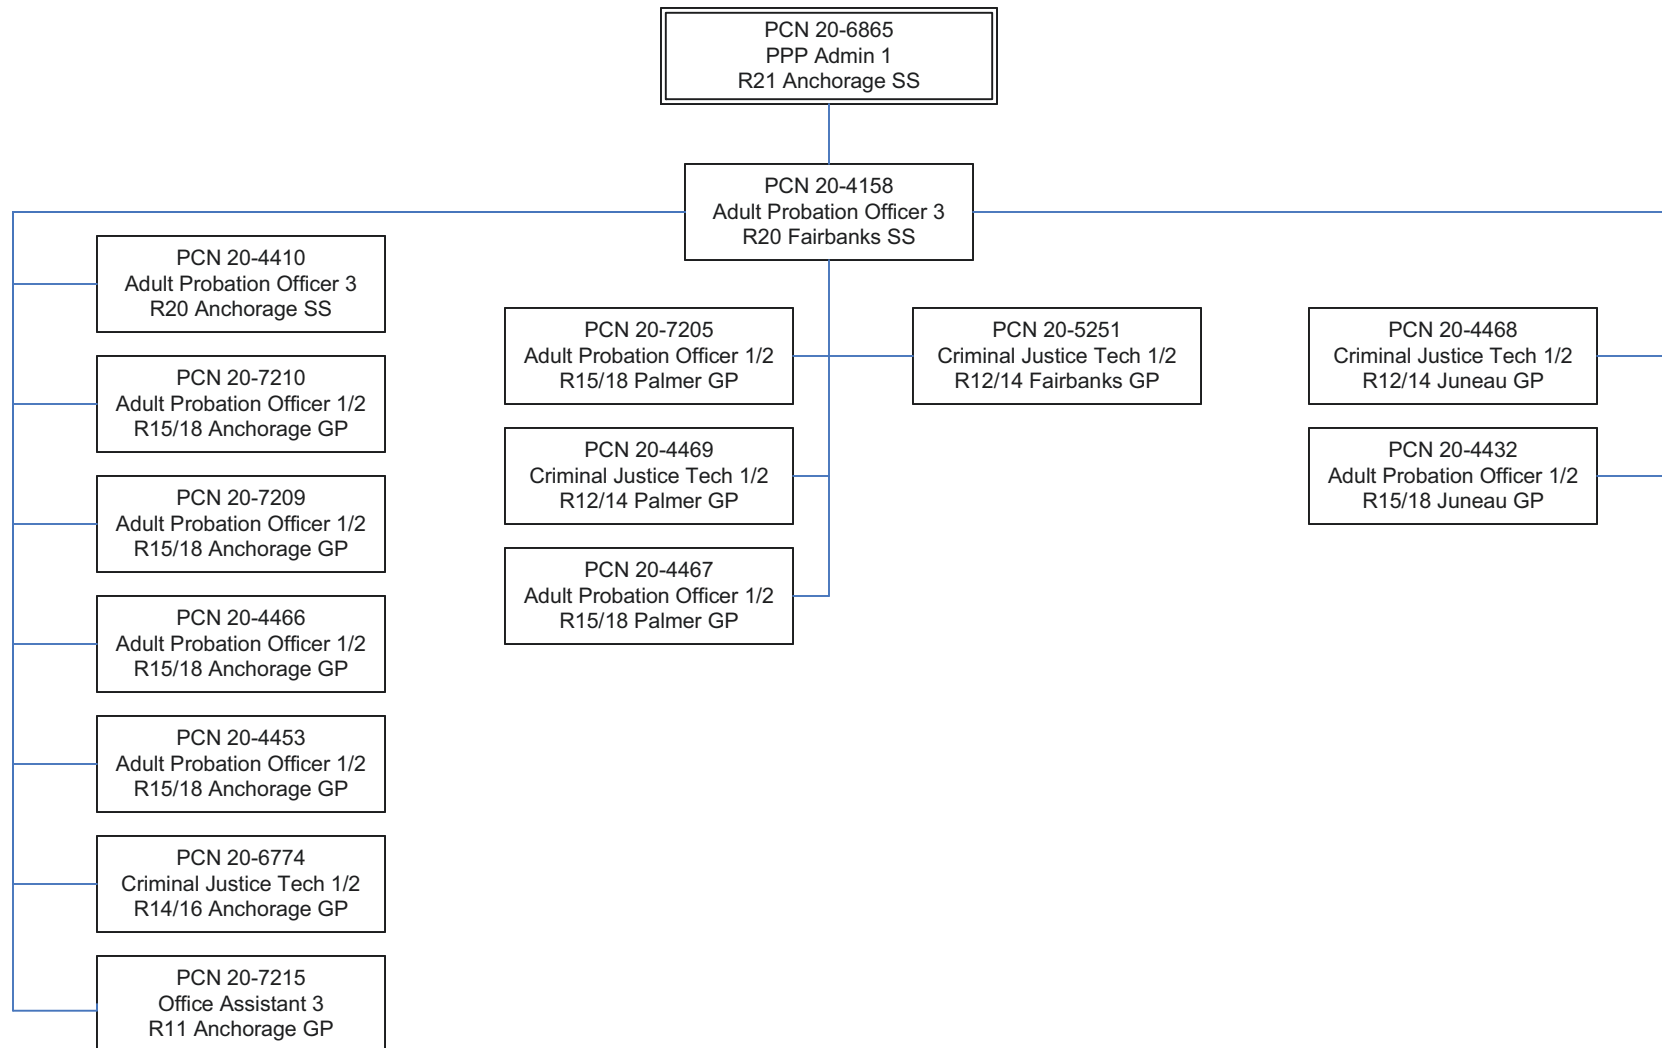 PCN 20-6865
PPP Admin 1
R21 Anchorage SS
PCN 20-4158
Adult Probation Officer 3
R20 Fairbanks SS
PCN 20-4410
Adult Probation Officer 3
R20 Anchorage SS
PCN 20-7210
Adult Probation Officer 1/2
R15/18 Anchorage GP
PCN 20-7209
Adult Probation Officer 1/2
R15/18 Anchorage GP
PCN 20-4466
Adult Probation Officer 1/2
R15/18 Anchorage GP
PCN 20-4453
Adult Probation Officer 1/2
R15/18 Anchorage GP
PCN 20-6774
Criminal Justice Tech 1/2
R14/16 Anchorage GP
PCN 20-7215
Office Assistant 3
R11 Anchorage GP
PCN 20-7205
Adult Probation Officer 1/2
R15/18 Palmer GP
PCN 20-4469
Criminal Justice Tech 1/2
R12/14 Palmer GP
PCN 20-4467
Adult Probation Officer 1/2
R15/18 Palmer GP
PCN 20-5251
Criminal Justice Tech 1/2
R12/14 Fairbanks GP
PCN 20-4468
Criminal Justice Tech 1/2
R12/14 Juneau GP
PCN 20-4432
Adult Probation Officer 1/2
R15/18 Juneau GP